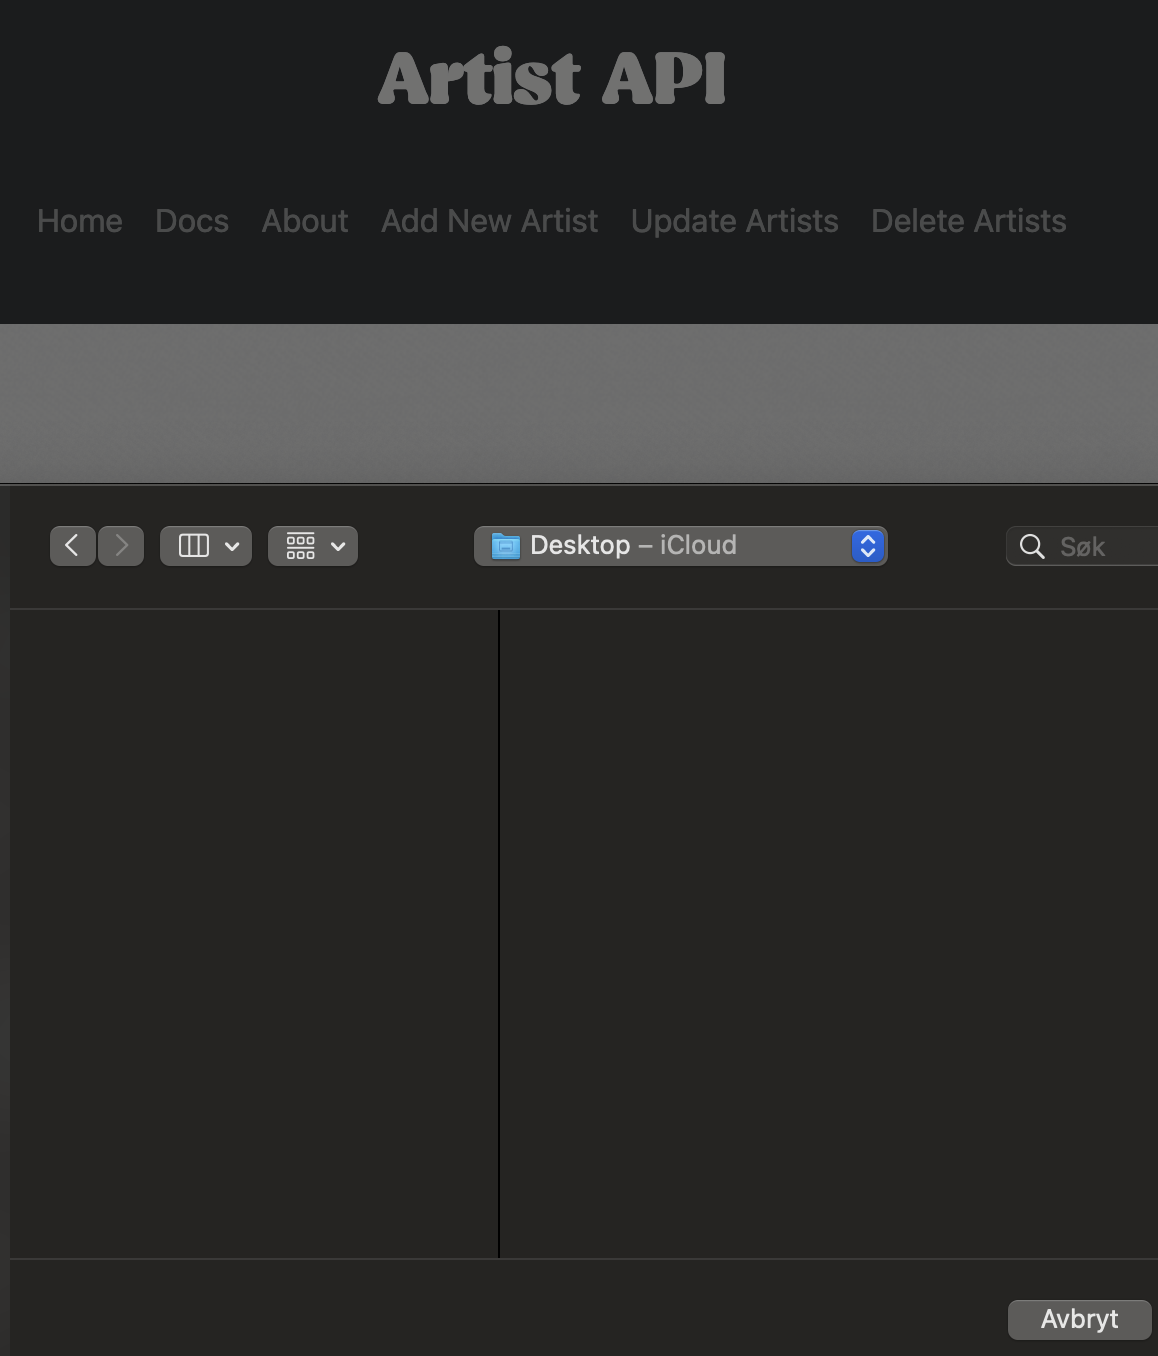 Artist API
Home Docs About Add New Artist Update Artists Delete Artists
Desktop – iCloud
Søk
Avbryt